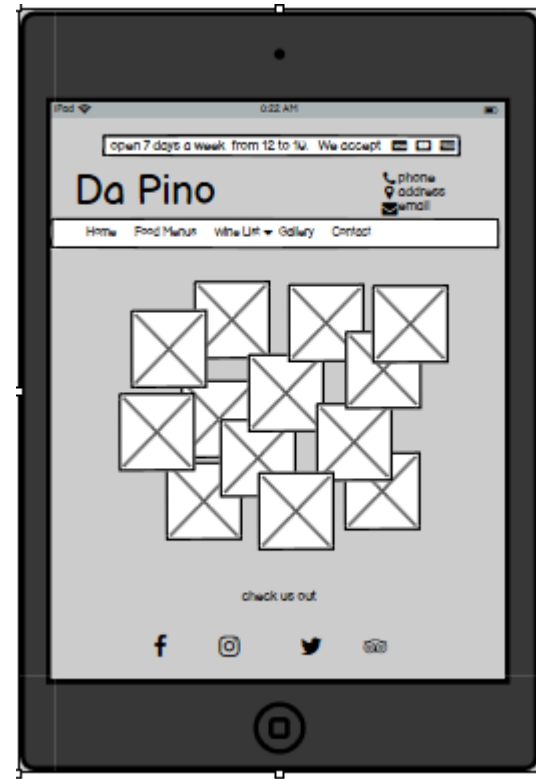 iPad 0:22 AM
open 7 days a week from 12 to 10. We accept
Da Pino
phone
address
email
Home Food Menus Wine List Gallery Contact
check us out